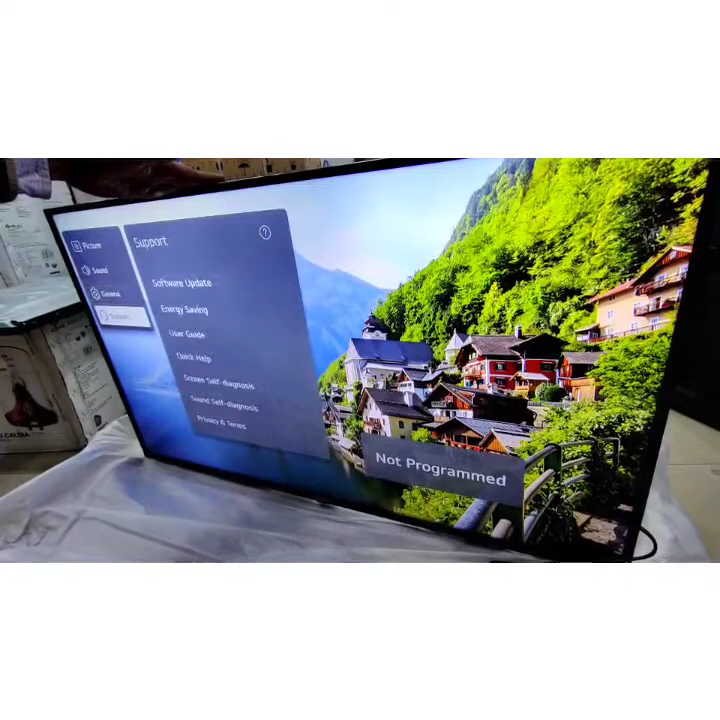 Picture
Sound
General
Support
Support
?
Software Update
Energy Saving
User Guide
Quick Help
Screen Self-diagnosis
Sound Self-diagnosis
Privacy & Terms
Not Programmed
CALDIA